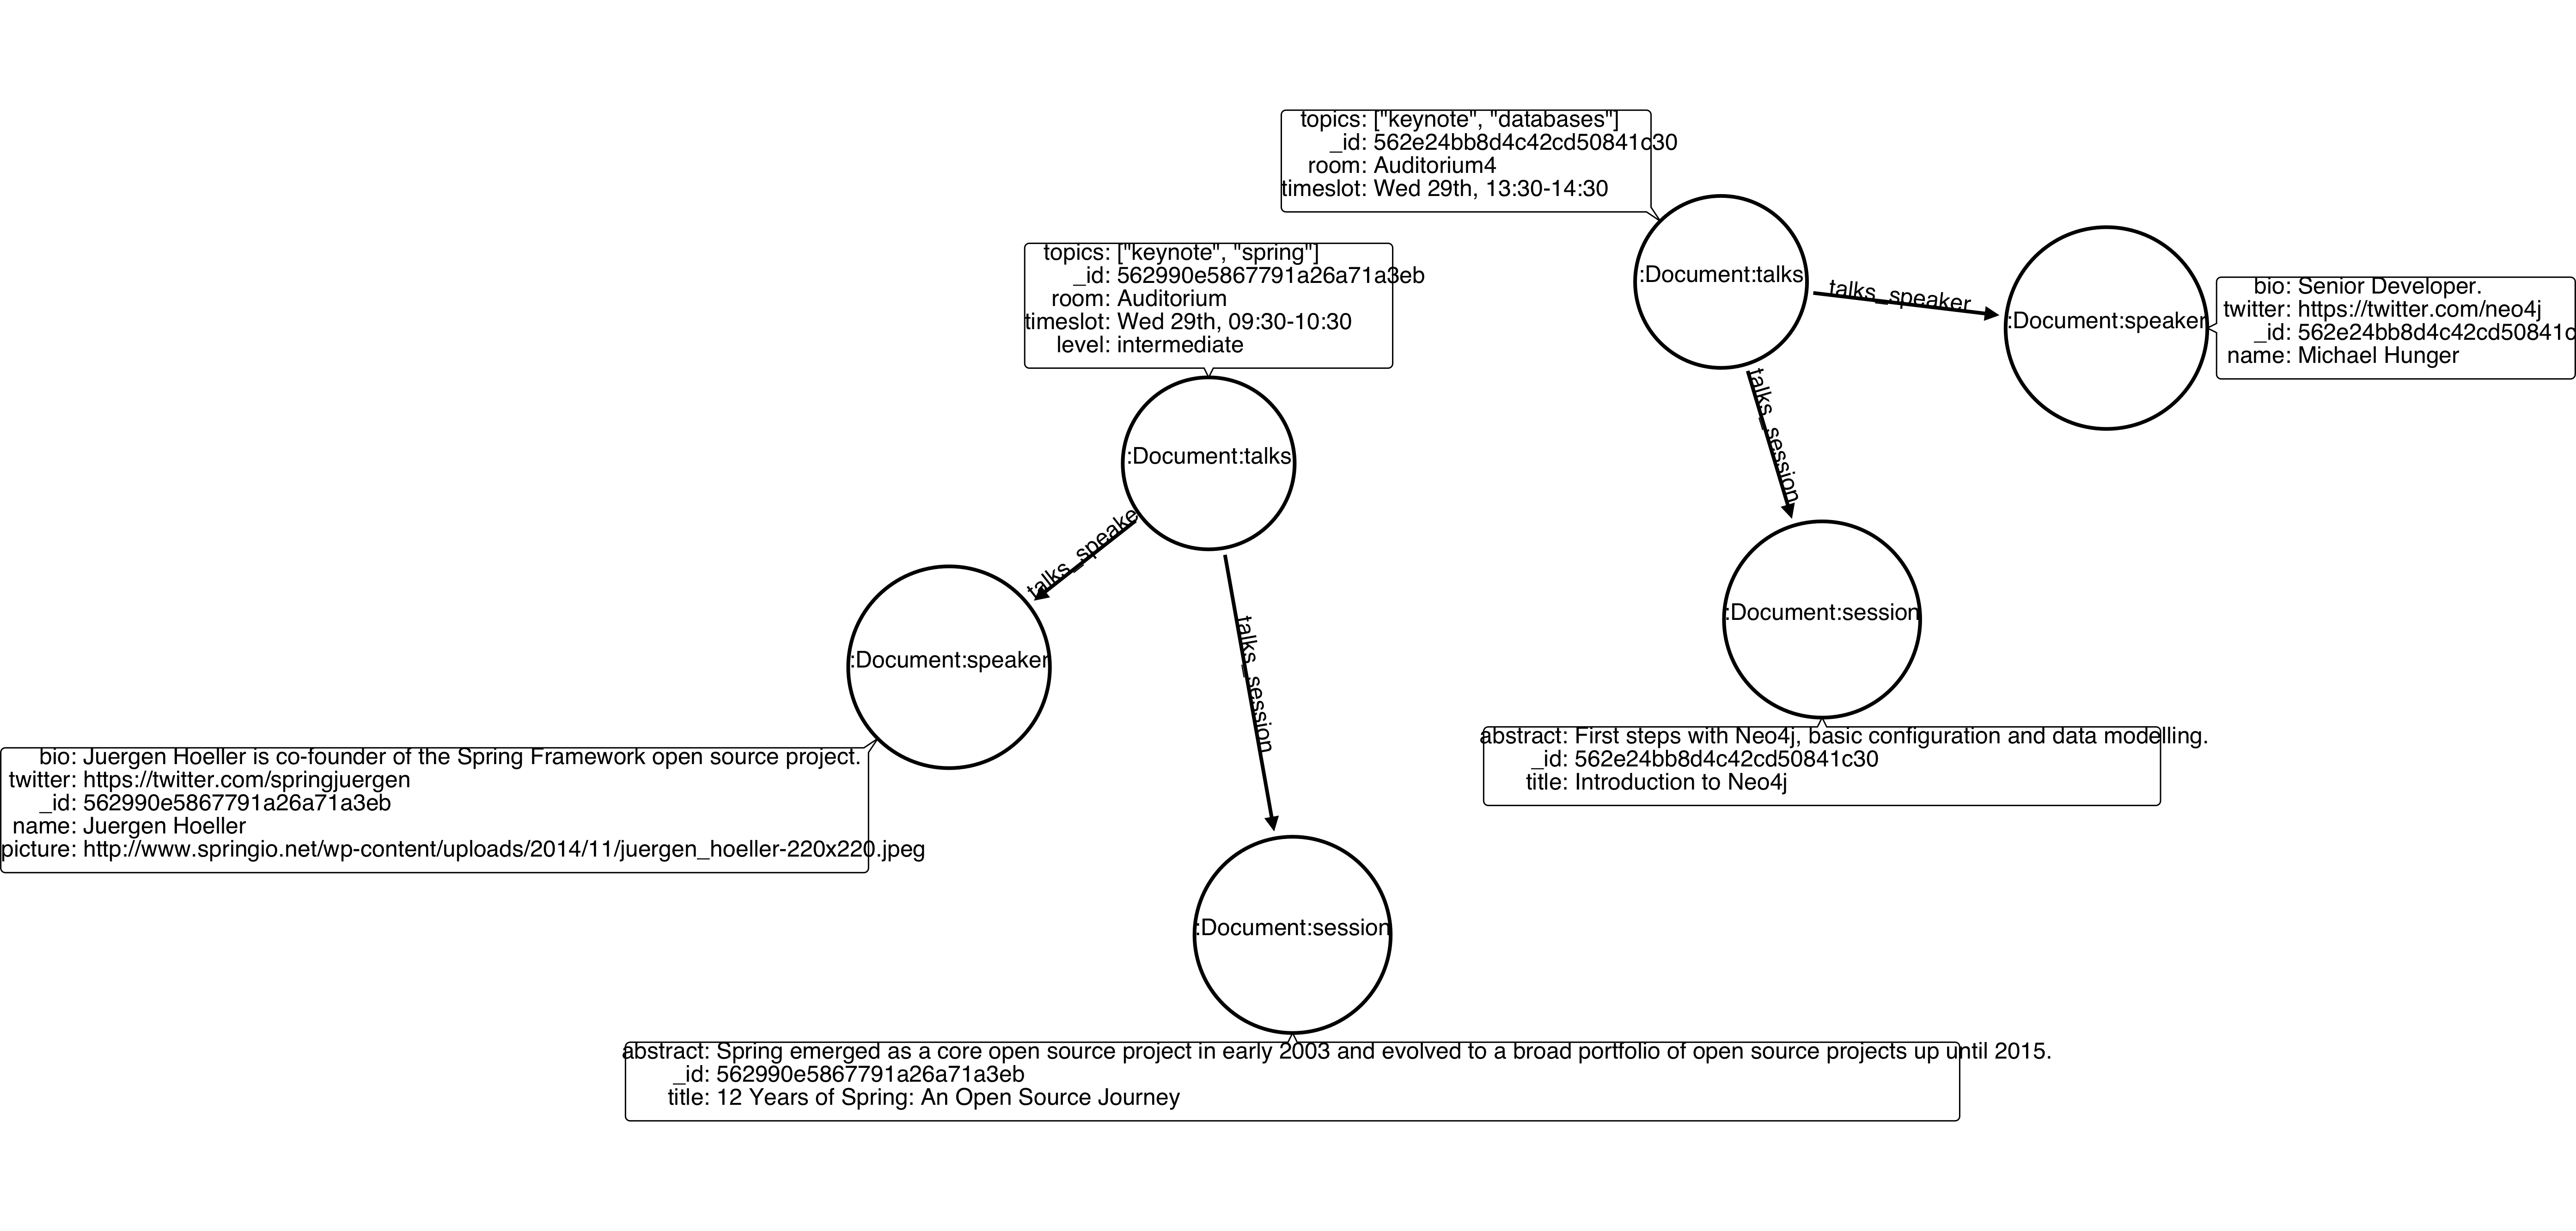 topics: ["keynote", "databases"]
_id: 562e24bb8d4c42cd50841c30
room: Auditorium4
timeslot: Wed 29th, 13:30-14:30
:Document:talks
talks_speaker
:Document:speaker
bio: Senior Developer.
twitter: https://twitter.com/neo4j
_id: 562e24bb8d4c42cd50841c
name: Michael Hunger
talks_session
:Document:session
abstract: First steps with Neo4j, basic configuration and data modelling.
_id: 562e24bb8d4c42cd50841c30
title: Introduction to Neo4j
topics: ["keynote", "spring"]
_id: 562990e5867791a26a71a3eb
room: Auditorium
timeslot: Wed 29th, 09:30-10:30
level: intermediate
:Document:talks
talks_speake
:Document:speaker
bio: Juergen Hoeller is co-founder of the Spring Framework open source project.
twitter: https://twitter.com/springjuergen
_id: 562990e5867791a26a71a3eb
name: Juergen Hoeller
picture: http://www.springio.net/wp-content/uploads/2014/11/juergen_hoeller-220x220.jpeg
talks_session
:Document:session
abstract: Spring emerged as a core open source project in early 2003 and evolved to a broad portfolio of open source projects up until 2015.
_id: 562990e5867791a26a71a3eb
title: 12 Years of Spring: An Open Source Journey